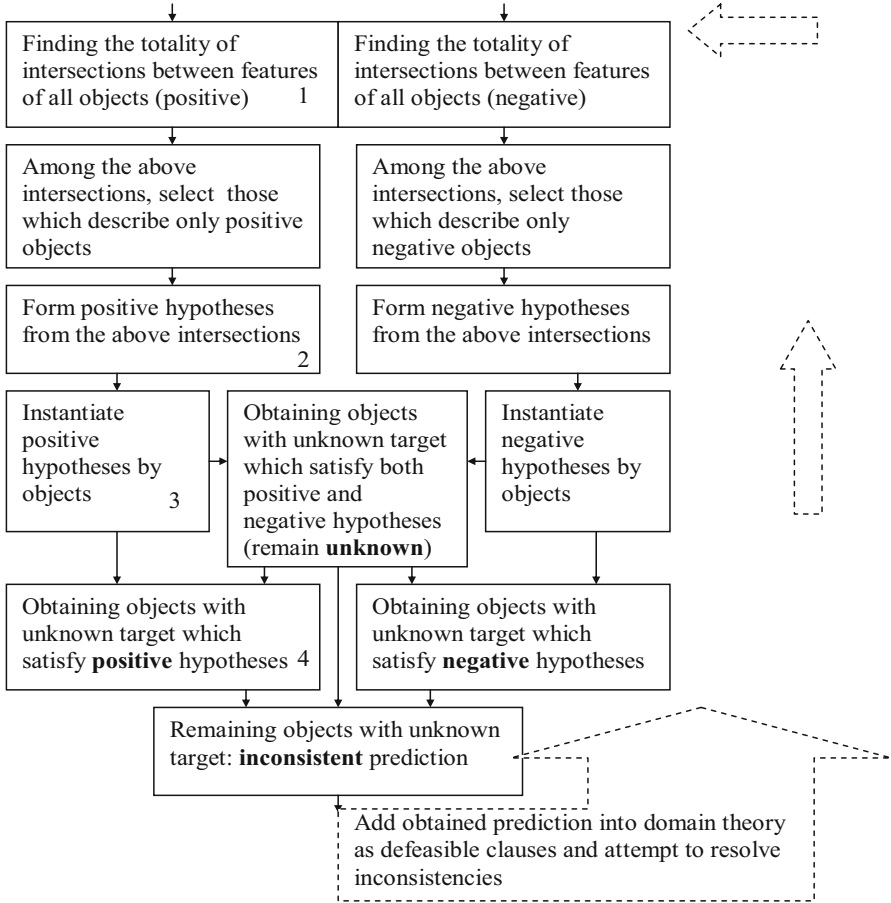 Finding the totality of
intersections between features
of all objects (positive) 1
Finding the totality of
intersections between features
of all objects (negative)
Among the above
intersections, select those
which describe only positive
objects
Among the above
intersections, select those
which describe only
negative objects
Form positive hypotheses
from the above intersections
2
Form negative hypotheses
from the above intersections
Instantiate
positive
hypotheses by
objects
3
Obtaining objects
with unknown target
which satisfy both
positive and
negative hypotheses
(remain unknown)
Instantiate
negative
hypotheses by
objects
Obtaining objects with
unknown target which
satisfy positive hypotheses 4
Obtaining objects with
unknown target which
satisfy negative hypotheses
Remaining objects with unknown
target: inconsistent prediction
Add obtained prediction into domain theory
as defeasible clauses and attempt to resolve
inconsistencies